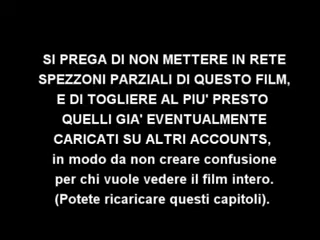 SI PREGA DI NON METTERE IN RETE
SPEZZONI PARZIALI DI QUESTO FILM,
E DI TOGLIERE AL PIU' PRESTO
QUELLI GIA' EVENTUALMENTE
CARICATI SU ALTRI ACCOUNTS,
in modo da non creare confusione
per chi vuole vedere il film intero.
(Potete ricaricare questi capitoli).